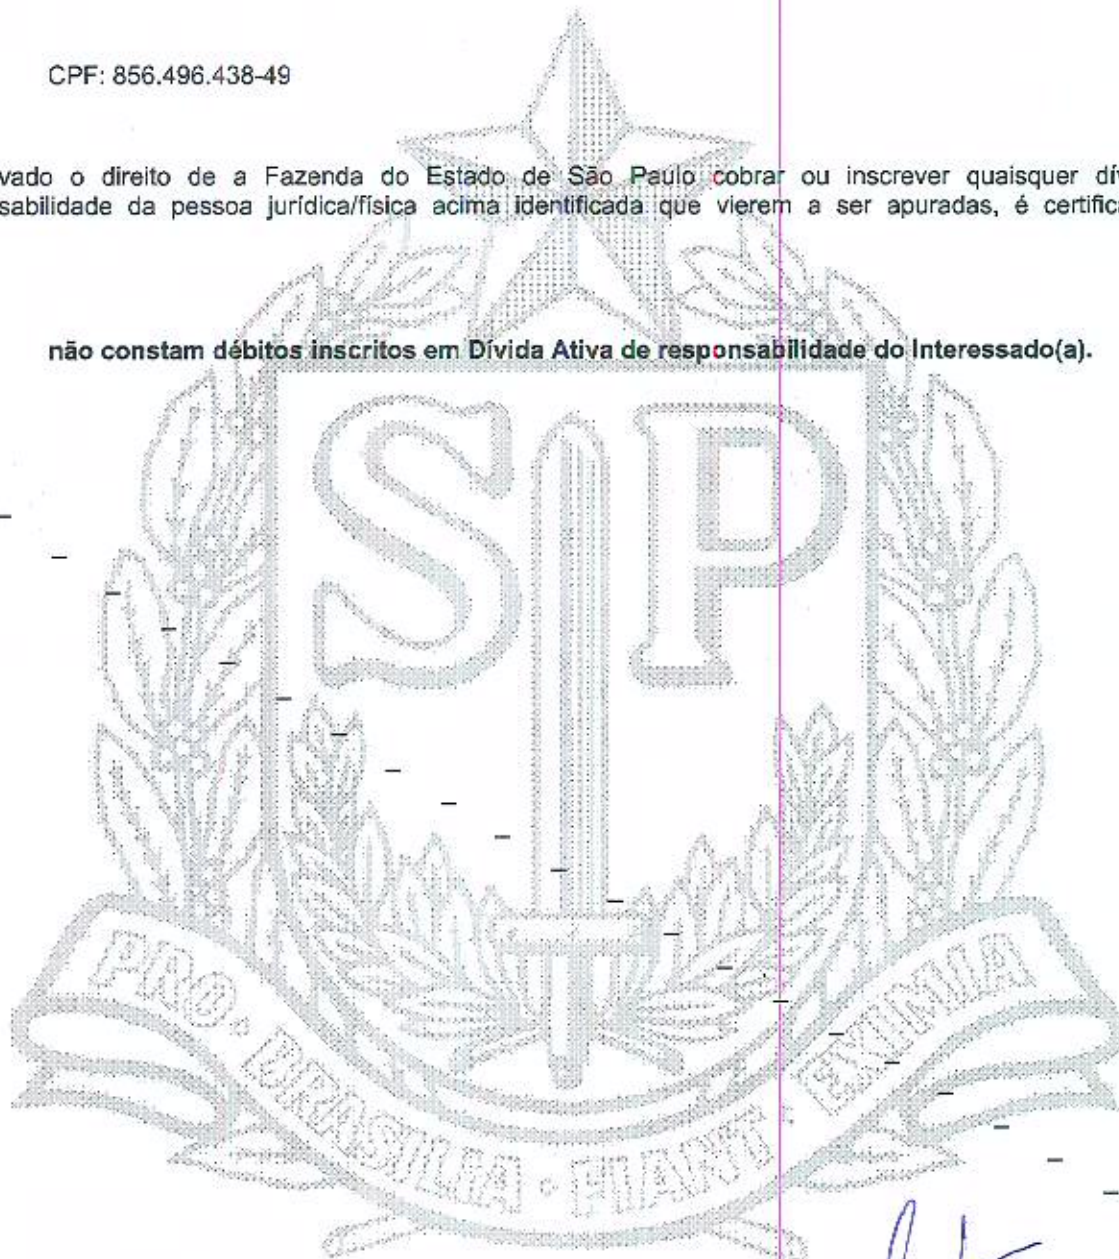 CPF: 856.496.438-49
vado o direito de a Fazenda do Estado de São Paulo cobrar ou inscrever quaisquer dív
sabilidade da pessoa jurídica/física acima identificada que vierem a ser apuradas, é certific
não constam débitos inscritos em Dívida Ativa de responsabilidade do Interessado(a).
SP
PRO · BRASILIA · FIANT · EXIMIA